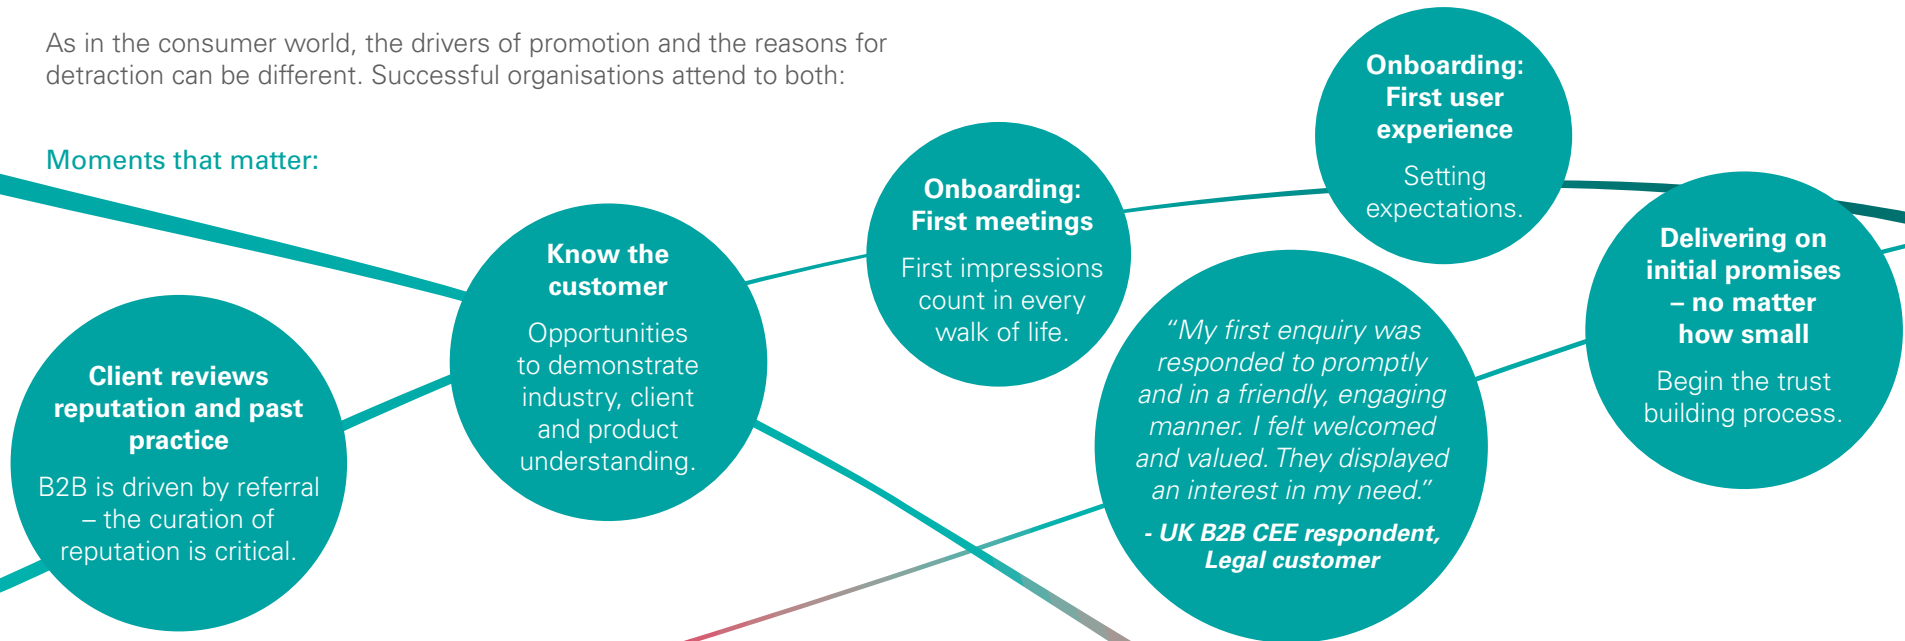 As in the consumer world, the drivers of promotion and the reasons for
detraction can be different. Successful organisations attend to both:
Moments that matter:
Client reviews
reputation and past
practice
B2B is driven by referral
– the curation of
reputation is critical.
Know the
customer
Opportunities
to demonstrate
industry, client
and product
understanding.
Onboarding:
First meetings
First impressions
count in every
walk of life.
Onboarding:
First user
experience
Setting
expectations.
“My first enquiry was
responded to promptly
and in a friendly, engaging
manner. I felt welcomed
and valued. They displayed
an interest in my need.”
- UK B2B CEE respondent,
Legal customer
Delivering on
initial promises
– no matter
how small
Begin the trust
building process.